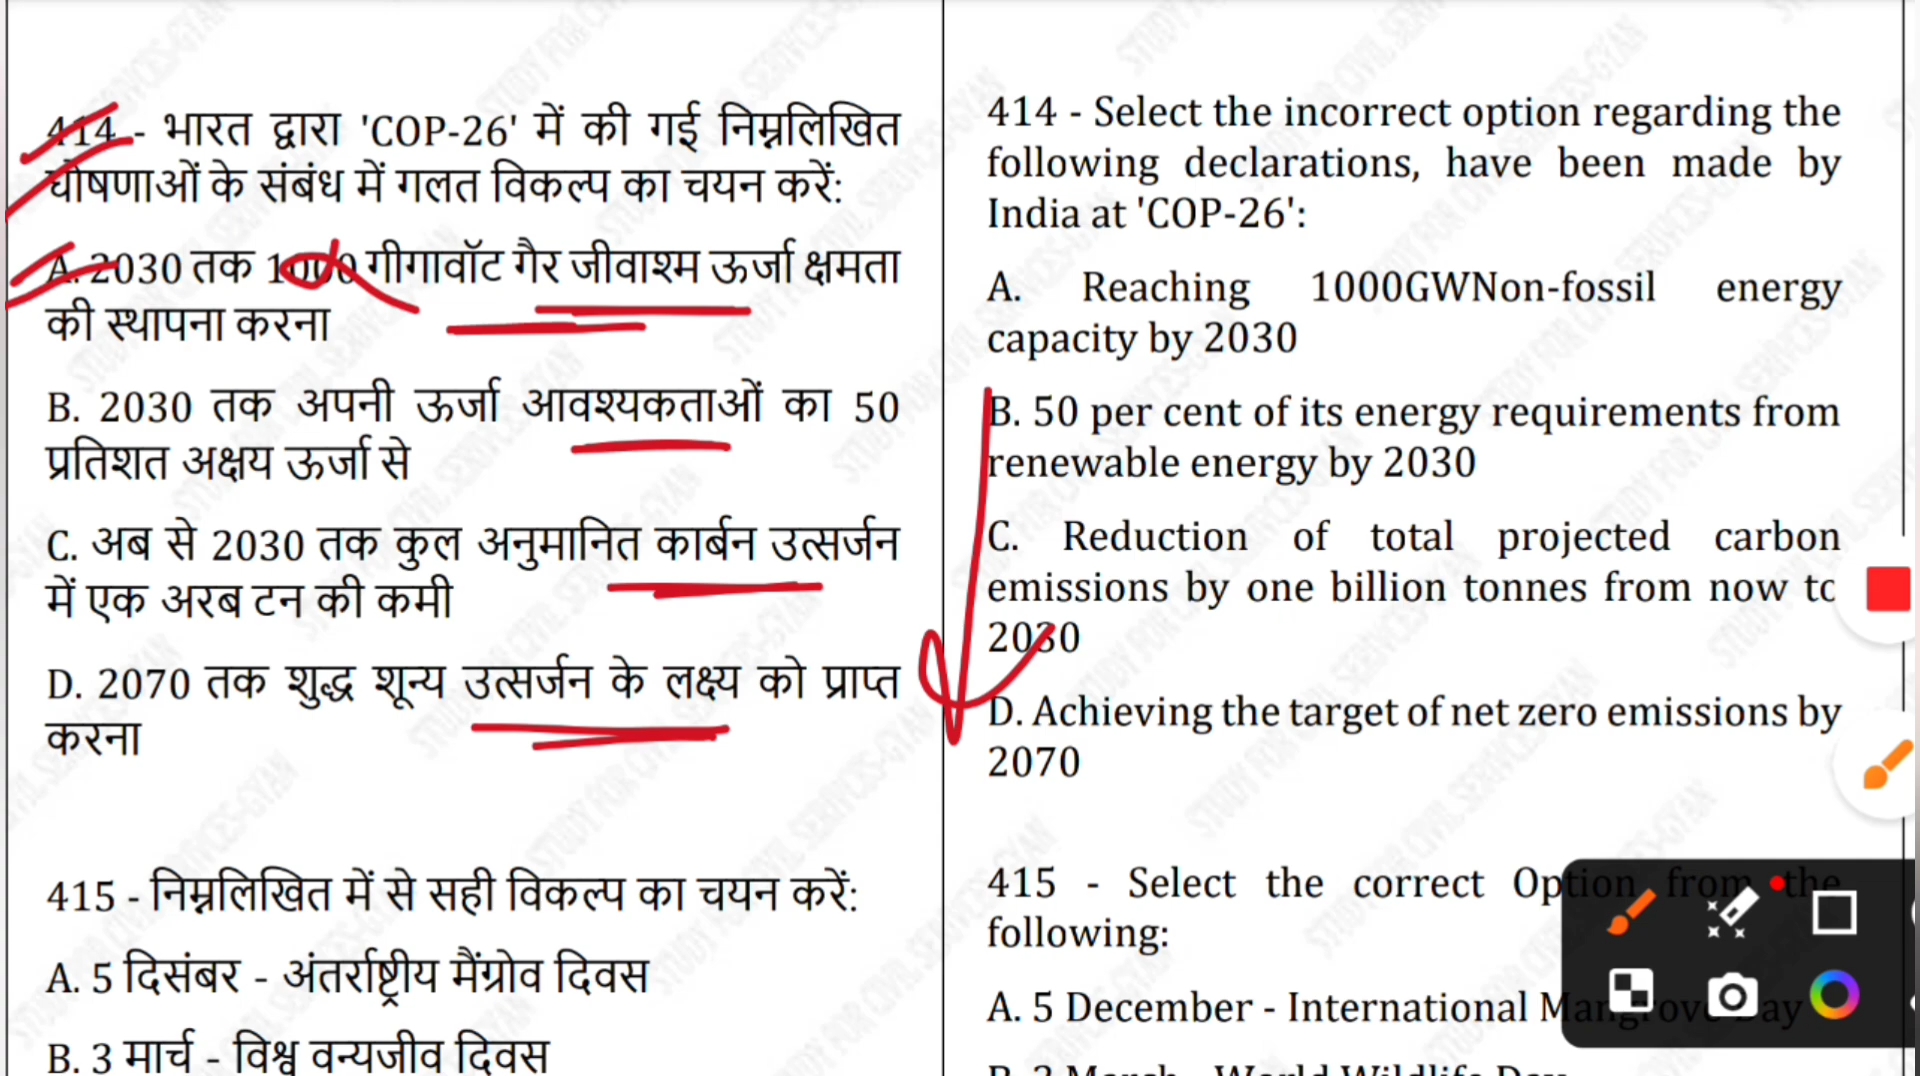 414 - भारत द्वारा 'COP-26' में की गई निम्नलिखित
घोषणाओं के संबंध में गलत विकल्प का चयन करें:
A. 2030 तक 1000 गीगावॉट गैर जीवाश्म ऊर्जा क्षमता
की स्थापना करना
B. 2030 तक अपनी ऊर्जा आवश्यकताओं का 50
प्रतिशत अक्षय ऊर्जा से
C. अब से 2030 तक कुल अनुमानित कार्बन उत्सर्जन
में एक अरब टन की कमी
D. 2070 तक शुद्ध शून्य उत्सर्जन के लक्ष्य को प्राप्त
करना
415 - निम्नलिखित में से सही विकल्प का चयन करें:
A. 5 दिसंबर - अंतर्राष्ट्रीय मैंग्रोव दिवस
B. 3 मार्च - विश्व वन्यजीव दिवस
414 - Select the incorrect option regarding the
following declarations, have been made by
India at 'COP-26':
A. Reaching 1000GWNon-fossil energy
capacity by 2030
B. 50 per cent of its energy requirements from
renewable energy by 2030
C. Reduction of total projected carbon
emissions by one billion tonnes from now to
2030
D. Achieving the target of net zero emissions by
2070
415 - Select the correct Option from the
following:
A. 5 December - International Mangrove Day
B. 3 March - World Wildlife Day